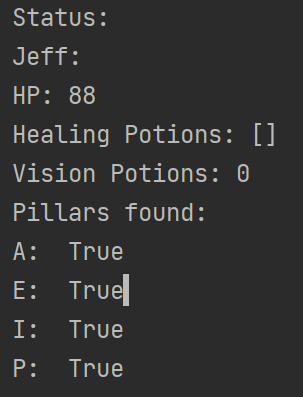 Status:
Jeff:
HP: 88
Healing Potions: []
Vision Potions: 0
Pillars found:
A:  True
E:  True
I:  True
P:  True